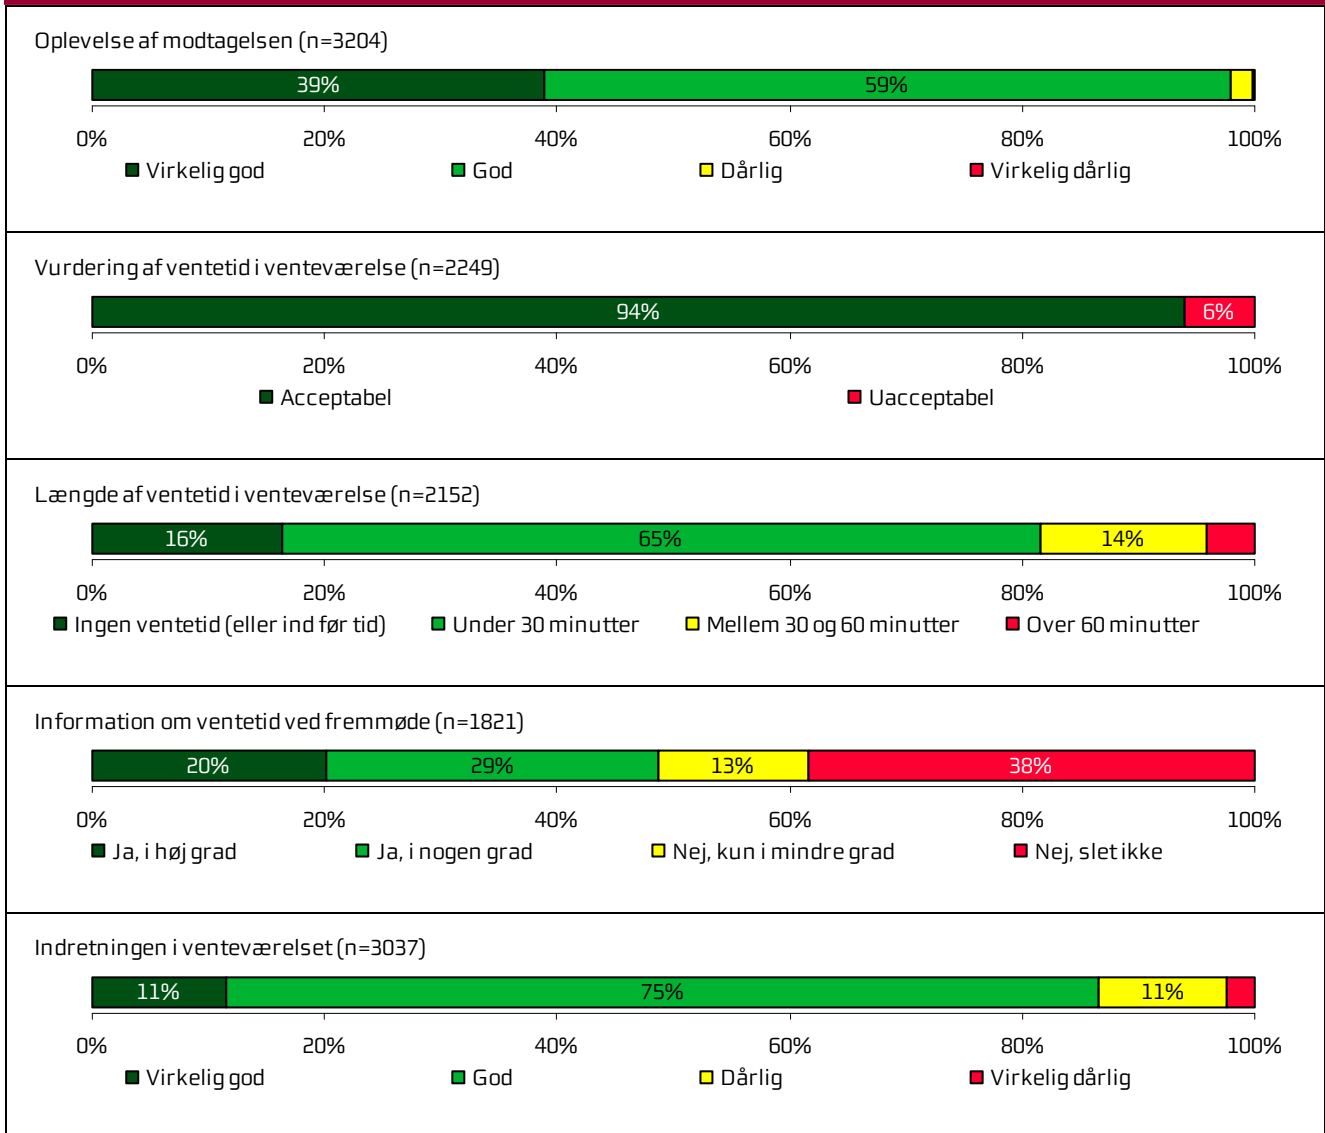 Oplevelse af modtagelsen (n=3204)
39% 59%
0% 20% 40% 60% 80% 100%
Virkelig god God Dårlig Virkelig dårlig
Vurdering af ventetid i venteværelse (n=2249)
94% 6%
0% 20% 40% 60% 80% 100%
Acceptabel Uacceptabel
Længde af ventetid i venteværelse (n=2152)
16% 65% 14%
0% 20% 40% 60% 80% 100%
Ingen ventetid (eller ind før tid) Under 30 minutter Mellem 30 og 60 minutter Over 60 minutter
Information om ventetid ved fremmøde (n=1821)
20% 29% 13% 38%
0% 20% 40% 60% 80% 100%
Ja, i høj grad Ja, i nogen grad Nej, kun i mindre grad Nej, slet ikke
Indretningen i venteværelset (n=3037)
11% 75% 11%
0% 20% 40% 60% 80% 100%
Virkelig god God Dårlig Virkelig dårlig